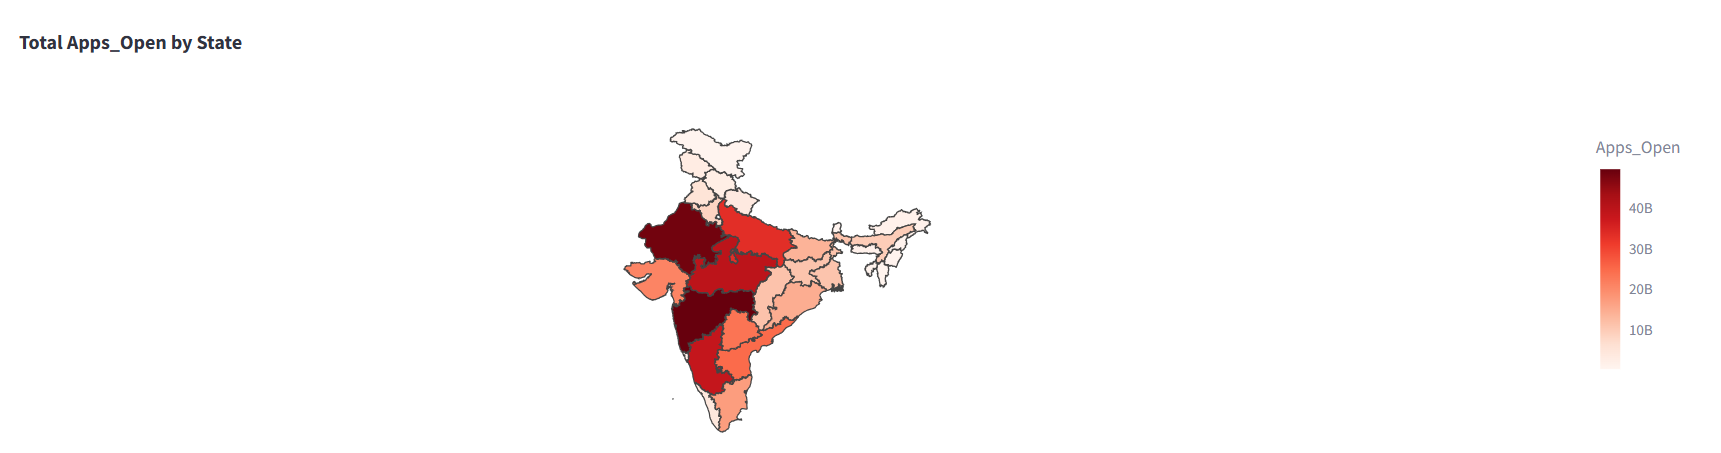 Total Apps_Open by State
Apps_Open
40B
30B
20B
10B